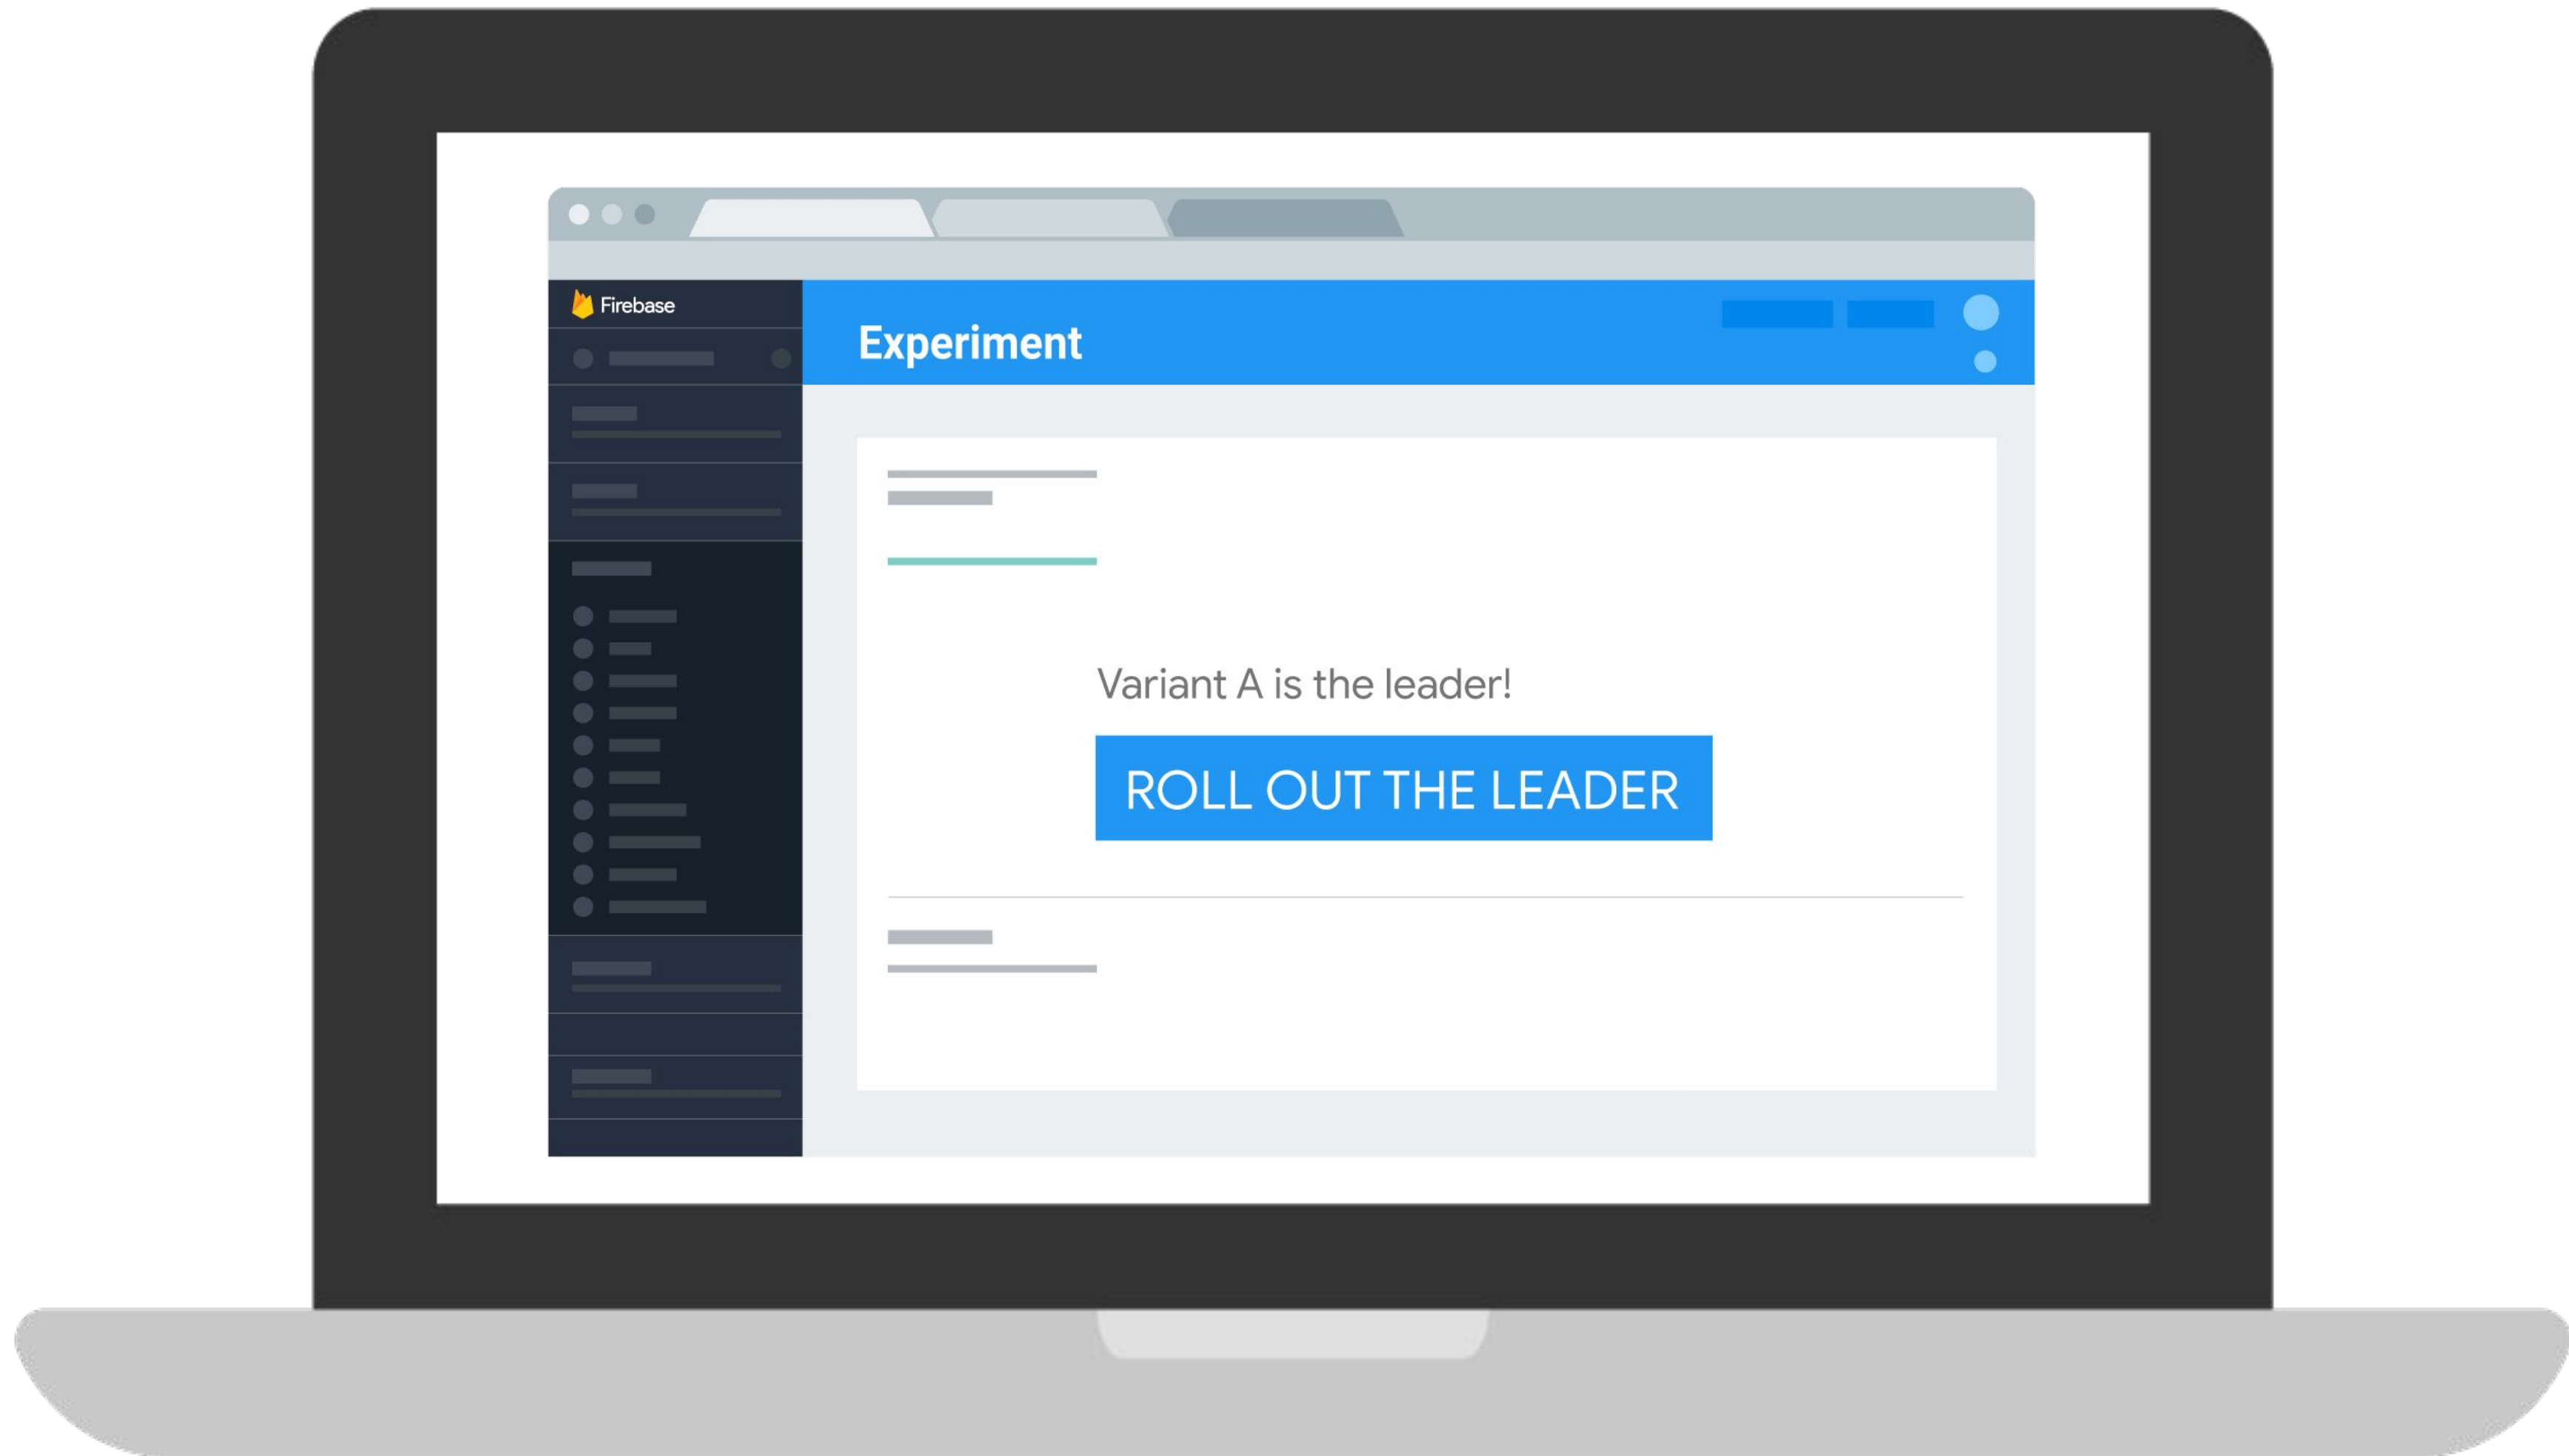 Firebase
Experiment
Variant A is the leader!
ROLL OUT THE LEADER